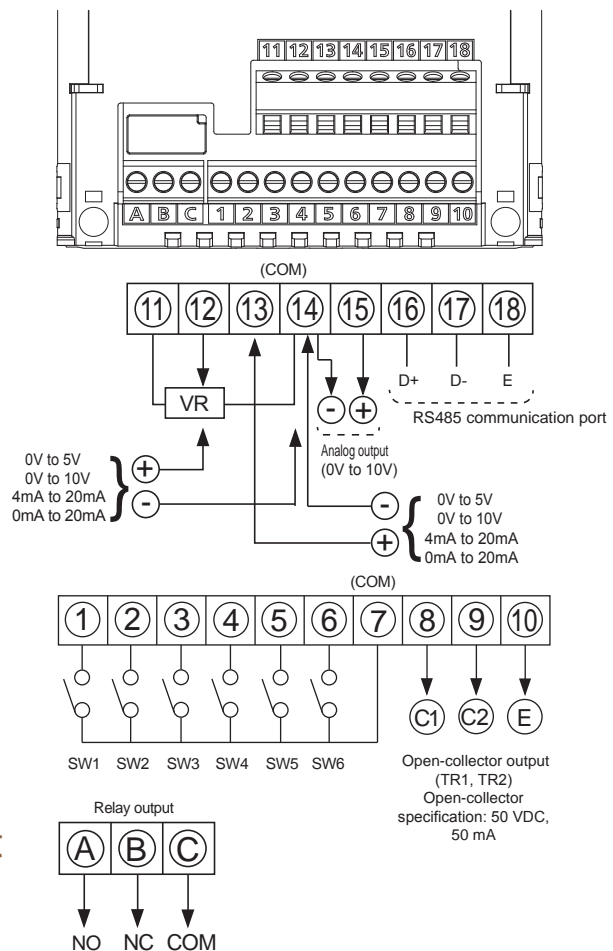 11 12 13 14 15 16 17 18
A B C 1 2 3 4 5 6 7 8 9 10
(COM)
11 12 13 14 15 16 17 18
VR
- +
D+ D- E
RS485 communication port
Analog output
(0V to 10V)
0V to 5V
0V to 10V
4mA to 20mA
0mA to 20mA
+
-
-
+
0V to 5V
0V to 10V
4mA to 20mA
0mA to 20mA
(COM)
1 2 3 4 5 6 7 8 9 10
C1 C2 E
SW1 SW2 SW3 SW4 SW5 SW6
Open-collector output
(TR1, TR2)
Open-collector
specification: 50 VDC,
50 mA
Relay output
A B C
NO NC COM